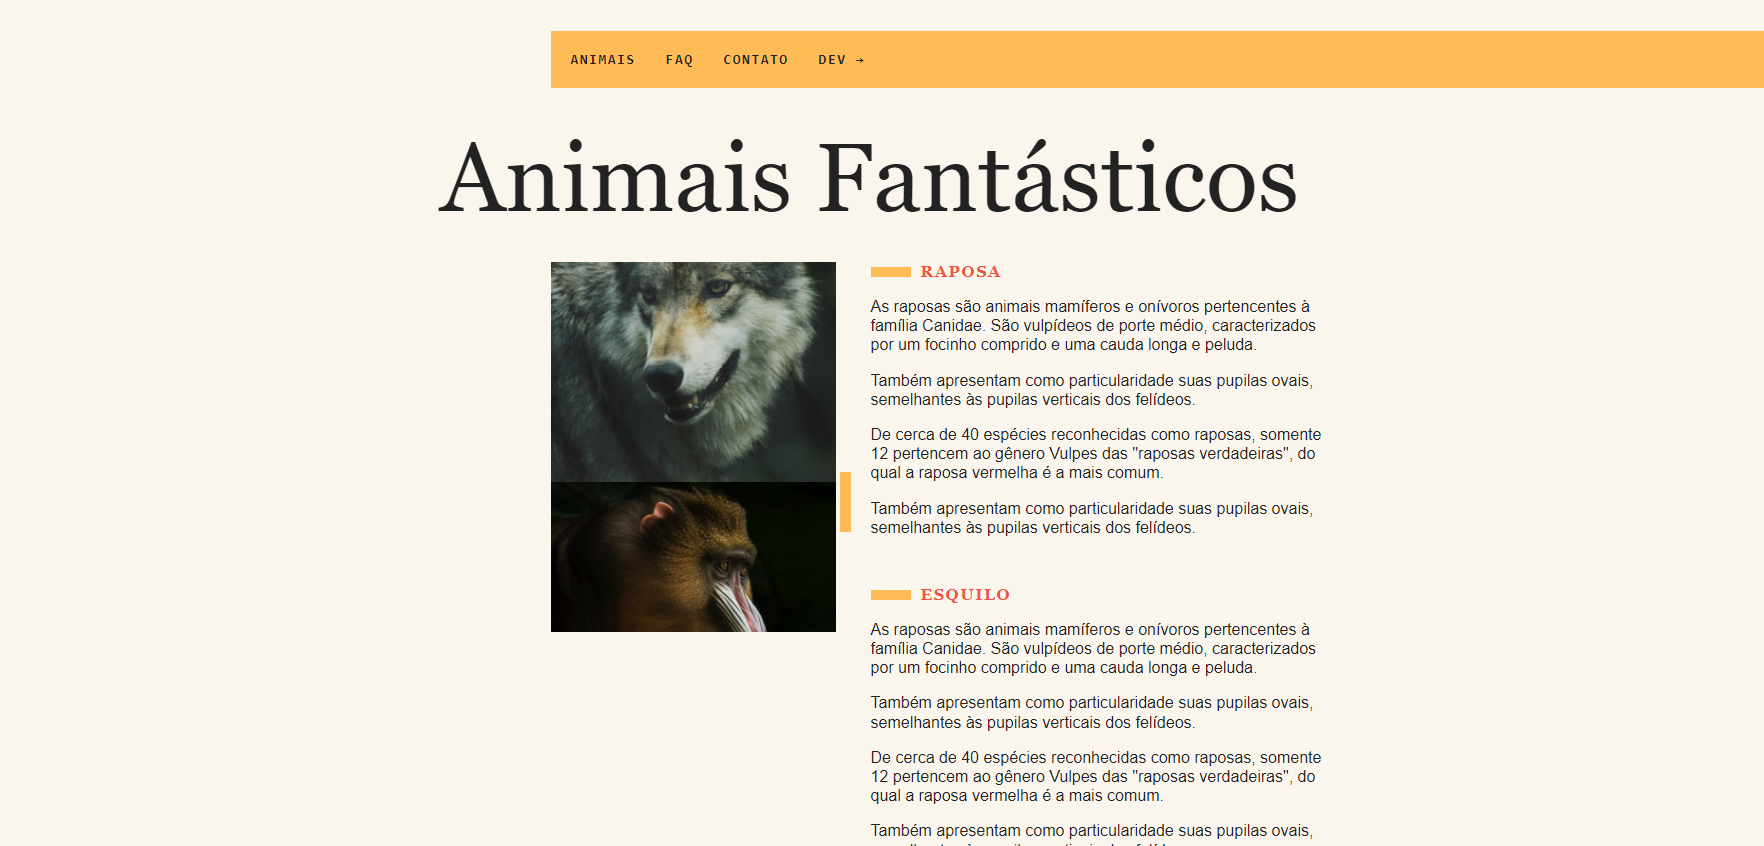 ANIMAIS FAQ CONTATO DEV →
Animais Fantásticos
RAPOSA
As raposas são animais mamíferos e onívoros pertencentes à
família Canidae. São vulpídeos de porte médio, caracterizados
por um focinho comprido e uma cauda longa e peluda.
Também apresentam como particularidade suas pupilas ovais,
semelhantes às pupilas verticais dos felídeos.
De cerca de 40 espécies reconhecidas como raposas, somente
12 pertencem ao gênero Vulpes das "raposas verdadeiras", do
qual a raposa vermelha é a mais comum.
Também apresentam como particularidade suas pupilas ovais,
semelhantes às pupilas verticais dos felídeos.
ESQUILO
As raposas são animais mamíferos e onívoros pertencentes à
família Canidae. São vulpídeos de porte médio, caracterizados
por um focinho comprido e uma cauda longa e peluda.
Também apresentam como particularidade suas pupilas ovais,
semelhantes às pupilas verticais dos felídeos.
De cerca de 40 espécies reconhecidas como raposas, somente
12 pertencem ao gênero Vulpes das "raposas verdadeiras", do
qual a raposa vermelha é a mais comum.
Também apresentam como particularidade suas pupilas ovais,